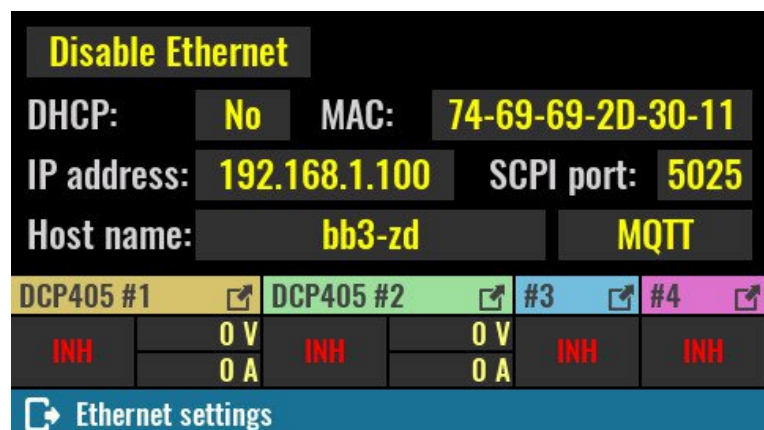 Disable Ethernet
DHCP: No MAC: 74-69-69-2D-30-11
IP address: 192.168.1.100 SCPI port: 5025
Host name: bb3-zd MQTT
DCP405 #1 DCP405 #2 #3 #4
INH 0 V INH 0 V INH INH
0 A 0 A
Ethernet settings